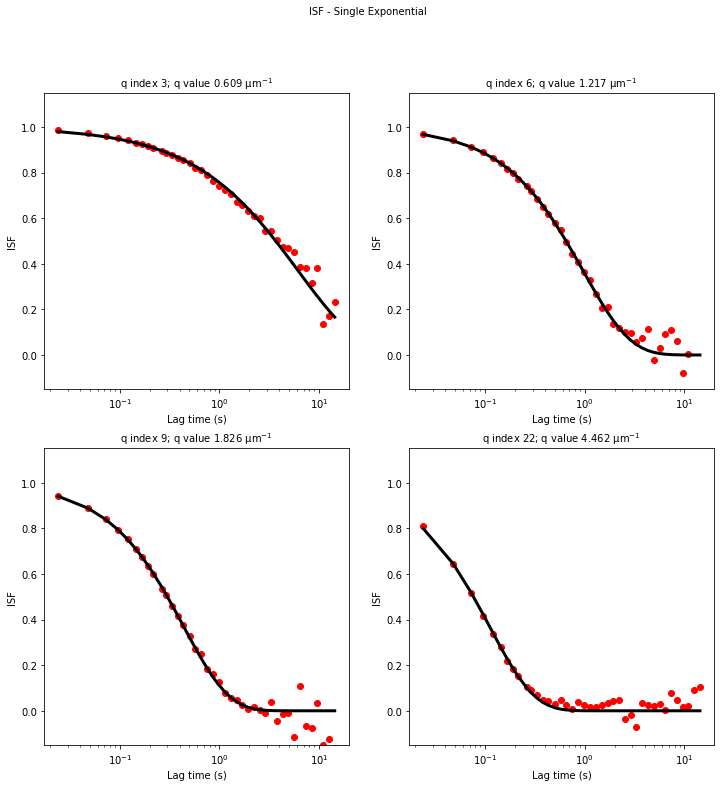 ISF - Single Exponential
q index 3; q value 0.609 μm⁻¹
1.0
0.8
0.6
0.4
0.2
0.0
ISF
10⁻¹ 10⁰ 10¹
Lag time (s)
q index 6; q value 1.217 μm⁻¹
1.0
0.8
0.6
0.4
0.2
0.0
ISF
10⁻¹ 10⁰ 10¹
Lag time (s)
q index 9; q value 1.826 μm⁻¹
1.0
0.8
0.6
0.4
0.2
0.0
ISF
10⁻¹ 10⁰ 10¹
Lag time (s)
q index 22; q value 4.462 μm⁻¹
1.0
0.8
0.6
0.4
0.2
0.0
ISF
10⁻¹ 10⁰ 10¹
Lag time (s)